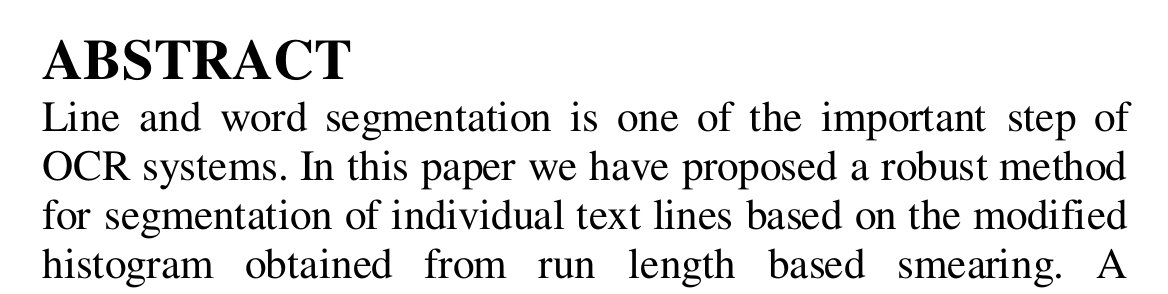 ABSTRACT
Line and word segmentation is one of the important step of
OCR systems. In this paper we have proposed a robust method
for segmentation of individual text lines based on the modified
histogram obtained from run length based smearing. A